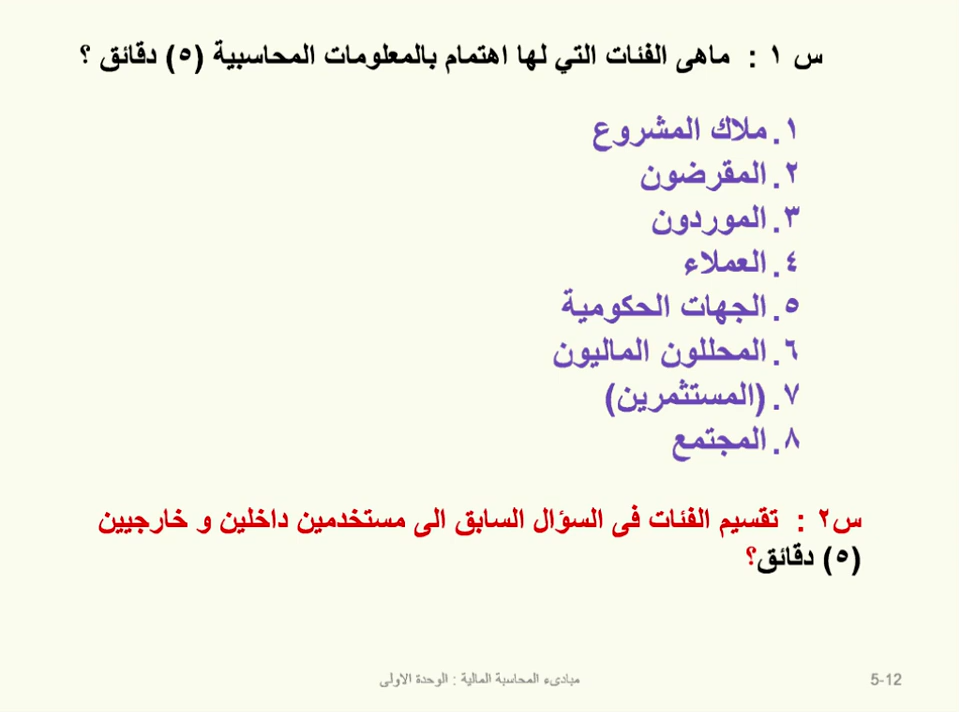 س ١ : ماهى الفئات التي لها اهتمام بالمعلومات المحاسبية (٥) دقائق ؟
١. ملاك المشروع
٢. المقرضون
٣. الموردون
٤. العملاء
٥. الجهات الحكومية
٦. المحللون الماليون
٧. (المستثمرين)
٨. المجتمع
س٢ : تقسيم الفئات فى السؤال السابق الى مستخدمين داخلين و خارجيين
(٥) دقائق؟
مبادىء المحاسبة المالية : الوحدة الاولى
5-12